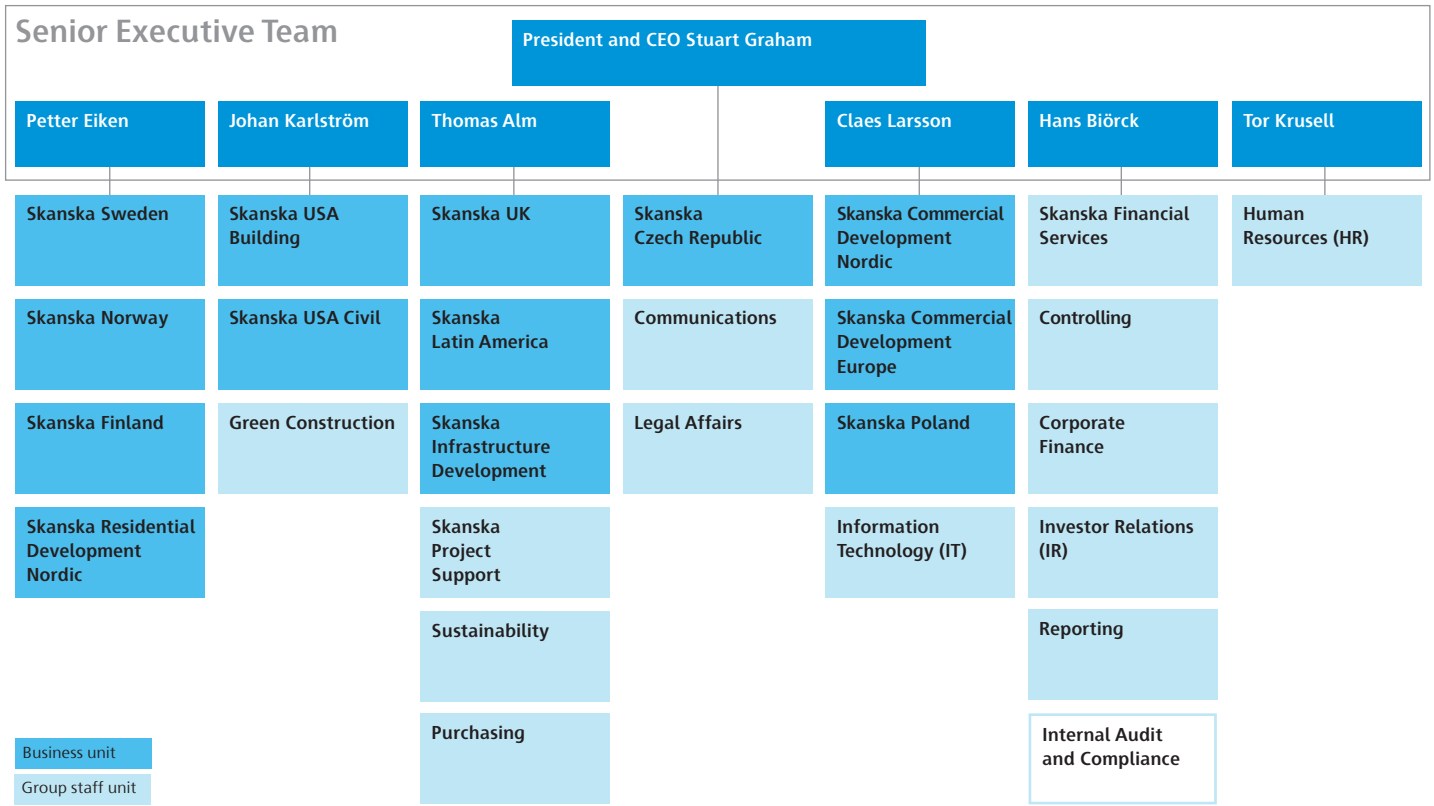 Senior Executive Team
President and CEO Stuart Graham
Petter Eiken
Johan Karlström
Thomas Alm
Claes Larsson
Hans Biörck
Tor Krusell
Skanska Sweden
Skanska Norway
Skanska Finland
Skanska Residential
Development
Nordic
Skanska USA
Building
Skanska USA Civil
Green Construction
Skanska UK
Skanska
Latin America
Skanska
Infrastructure
Development
Skanska
Project
Support
Sustainability
Purchasing
Skanska
Czech Republic
Communications
Legal Affairs
Skanska Commercial
Development
Nordic
Skanska Commercial
Development
Europe
Skanska Poland
Information
Technology (IT)
Skanska Financial
Services
Controlling
Corporate
Finance
Investor Relations
(IR)
Reporting
Internal Audit
and Compliance
Human
Resources (HR)
Business unit
Group staff unit